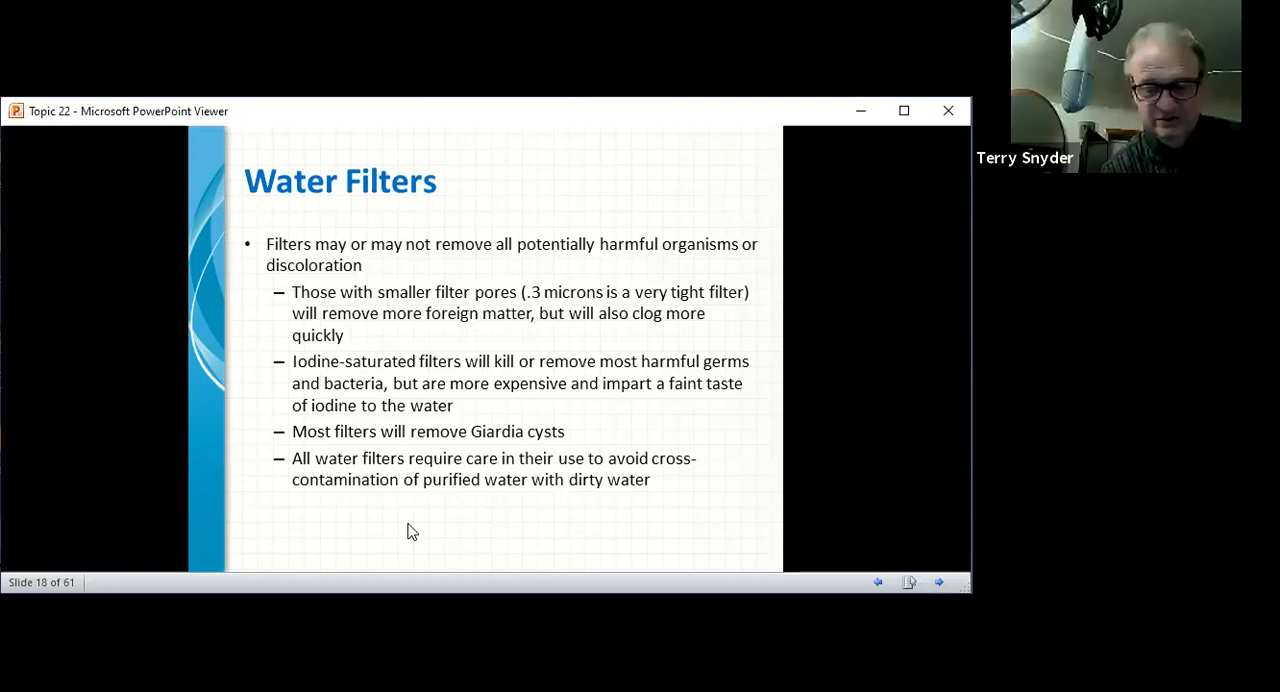 Topic 22 - Microsoft PowerPoint Viewer
Terry Snyder
Water Filters
• Filters may or may not remove all potentially harmful organisms or
discoloration
– Those with smaller filter pores (.3 microns is a very tight filter)
will remove more foreign matter, but will also clog more
quickly
– Iodine-saturated filters will kill or remove most harmful germs
and bacteria, but are more expensive and impart a faint taste
of iodine to the water
– Most filters will remove Giardia cysts
– All water filters require care in their use to avoid cross-
contamination of purified water with dirty water
Slide 18 of 61